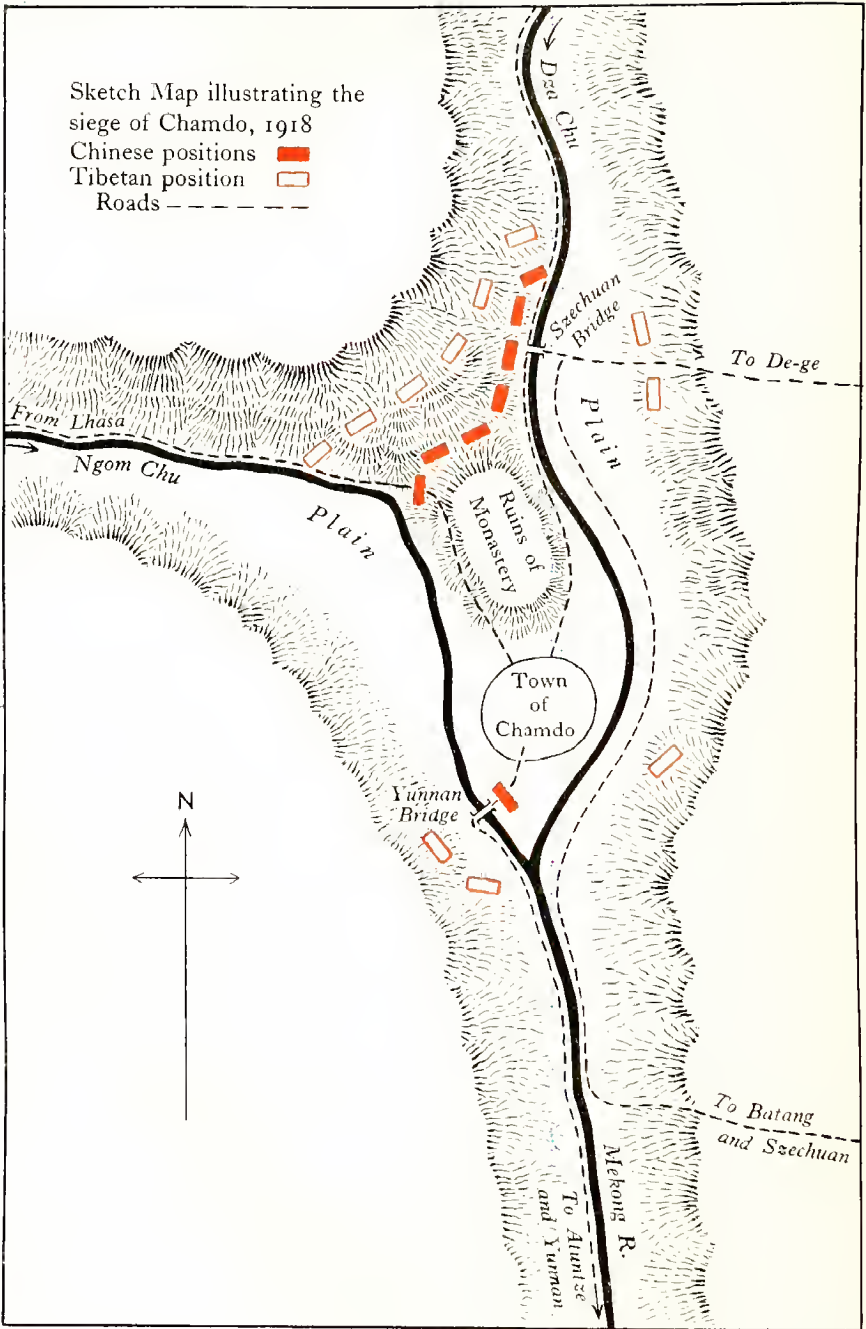 Sketch Map illustrating the
siege of Chamdo, 1918
Chinese positions
Tibetan position
Roads
Dza Chu
Szechuan
Bridge
To De-ge
Plain
From Lhasa
Ngom Chu
Plain
Ruins of
Monastery
Town
of
Chamdo
Yunnan
Bridge
N
To Batang
and Szechuan
Mekong R.
To Atuntze
and Yunnan